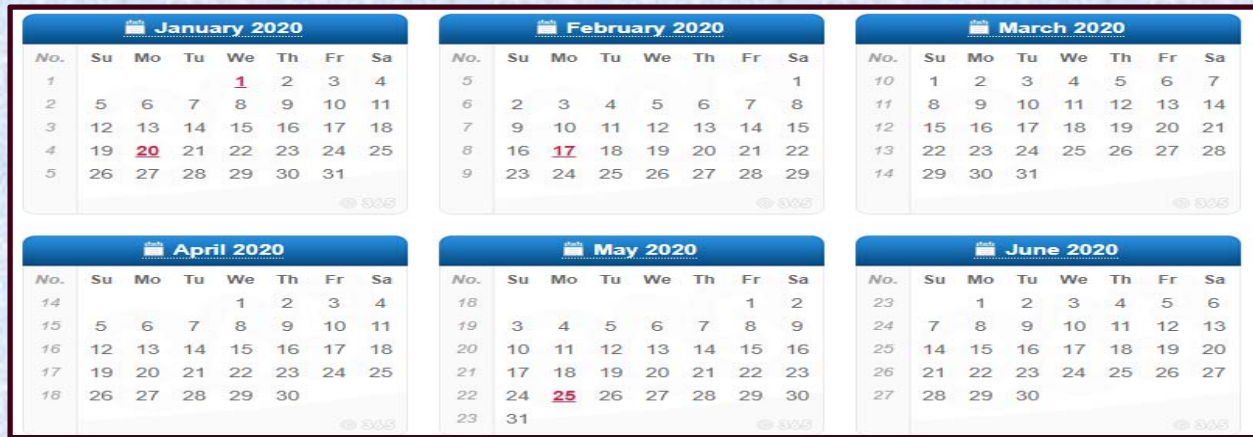 January 2020
No. Su Mo Tu We Th Fr Sa
1 1 2 3 4
2 5 6 7 8 9 10 11
3 12 13 14 15 16 17 18
4 19 20 21 22 23 24 25
5 26 27 28 29 30 31
© 365
February 2020
No. Su Mo Tu We Th Fr Sa
5 1
6 2 3 4 5 6 7 8
7 9 10 11 12 13 14 15
8 16 17 18 19 20 21 22
9 23 24 25 26 27 28 29
© 365
March 2020
No. Su Mo Tu We Th Fr Sa
10 1 2 3 4 5 6 7
11 8 9 10 11 12 13 14
12 15 16 17 18 19 20 21
13 22 23 24 25 26 27 28
14 29 30 31
© 365
April 2020
No. Su Mo Tu We Th Fr Sa
14 1 2 3 4
15 5 6 7 8 9 10 11
16 12 13 14 15 16 17 18
17 19 20 21 22 23 24 25
18 26 27 28 29 30
© 365
May 2020
No. Su Mo Tu We Th Fr Sa
18 1 2
19 3 4 5 6 7 8 9
20 10 11 12 13 14 15 16
21 17 18 19 20 21 22 23
22 24 25 26 27 28 29 30
23 31
June 2020
No. Su Mo Tu We Th Fr Sa
23 1 2 3 4 5 6
24 7 8 9 10 11 12 13
25 14 15 16 17 18 19 20
26 21 22 23 24 25 26 27
27 28 29 30
© 365